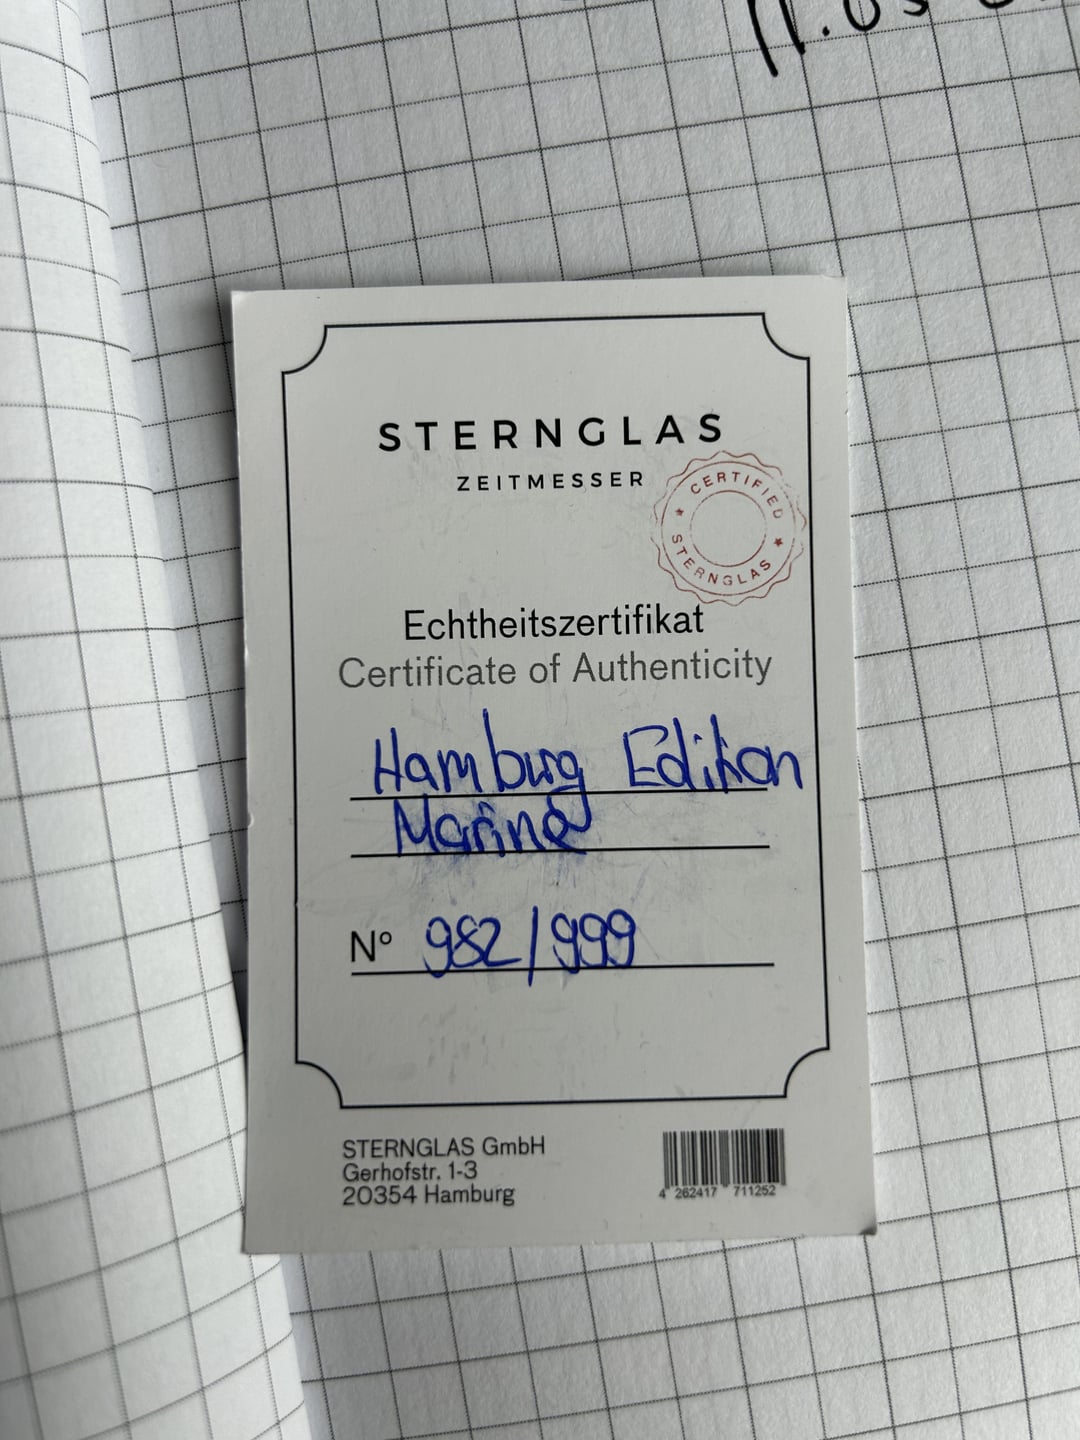 STERNGLAS
ZEITMESSER
CERTIFIED
STERNGLAS
Echtheitszertifikat
Certificate of Authenticity
Hamburg Edition
Marine
Nº 982/999
STERNGLAS GmbH
Gerhofstr. 1-3
20354 Hamburg
4 262417 711252